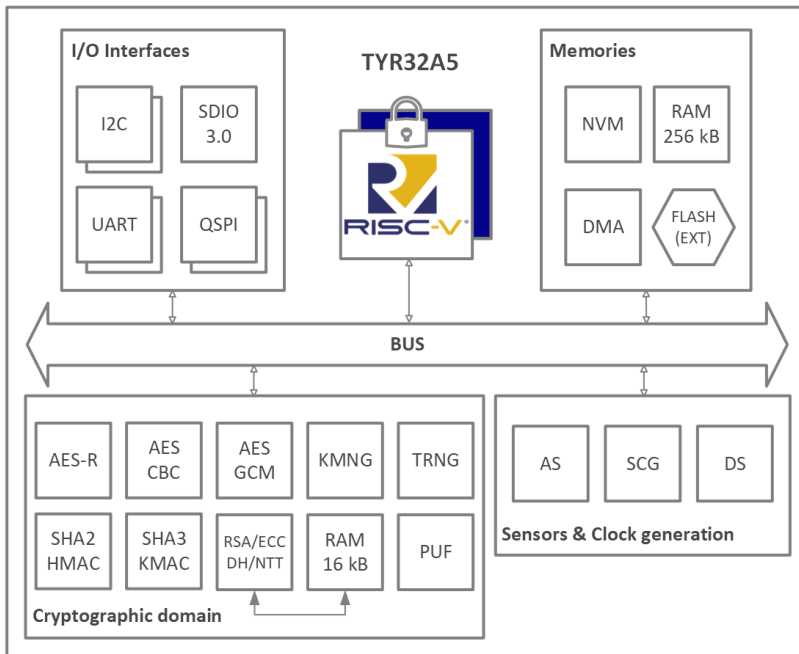 I/O Interfaces
I2C
SDIO
3.0
UART
QSPI
TYR32A5
RISC-V®
Memories
NVM
RAM
256 kB
DMA
FLASH
(EXT)
BUS
AES-R
AES
CBC
AES
GCM
KMNG
TRNG
SHA2
HMAC
SHA3
KMAC
RSA/ECC
DH/NTT
RAM
16 kB
PUF
Cryptographic domain
AS
SCG
DS
Sensors & Clock generation